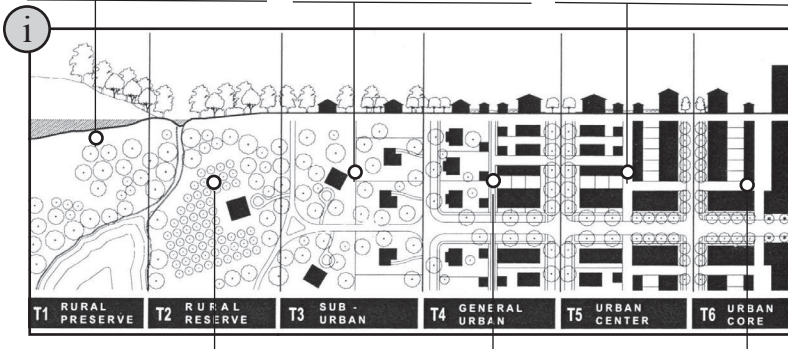 i
T1 RURAL
PRESERVE
T2 RURAL
RESERVE
T3 SUB -
URBAN
T4 GENERAL
URBAN
T5 URBAN
CENTER
T6 URBAN
CORE